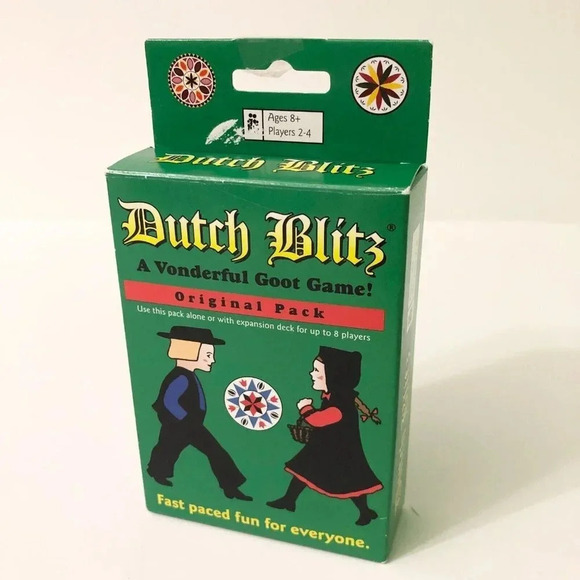 Ages 8+
Players 2-4
Dutch Blitz
Dutch Blitz®
A Vonderful Goot Game!
Original Pack
Use this pack alone or with expansion deck for up to 8 players
Fast paced fun for everyone.